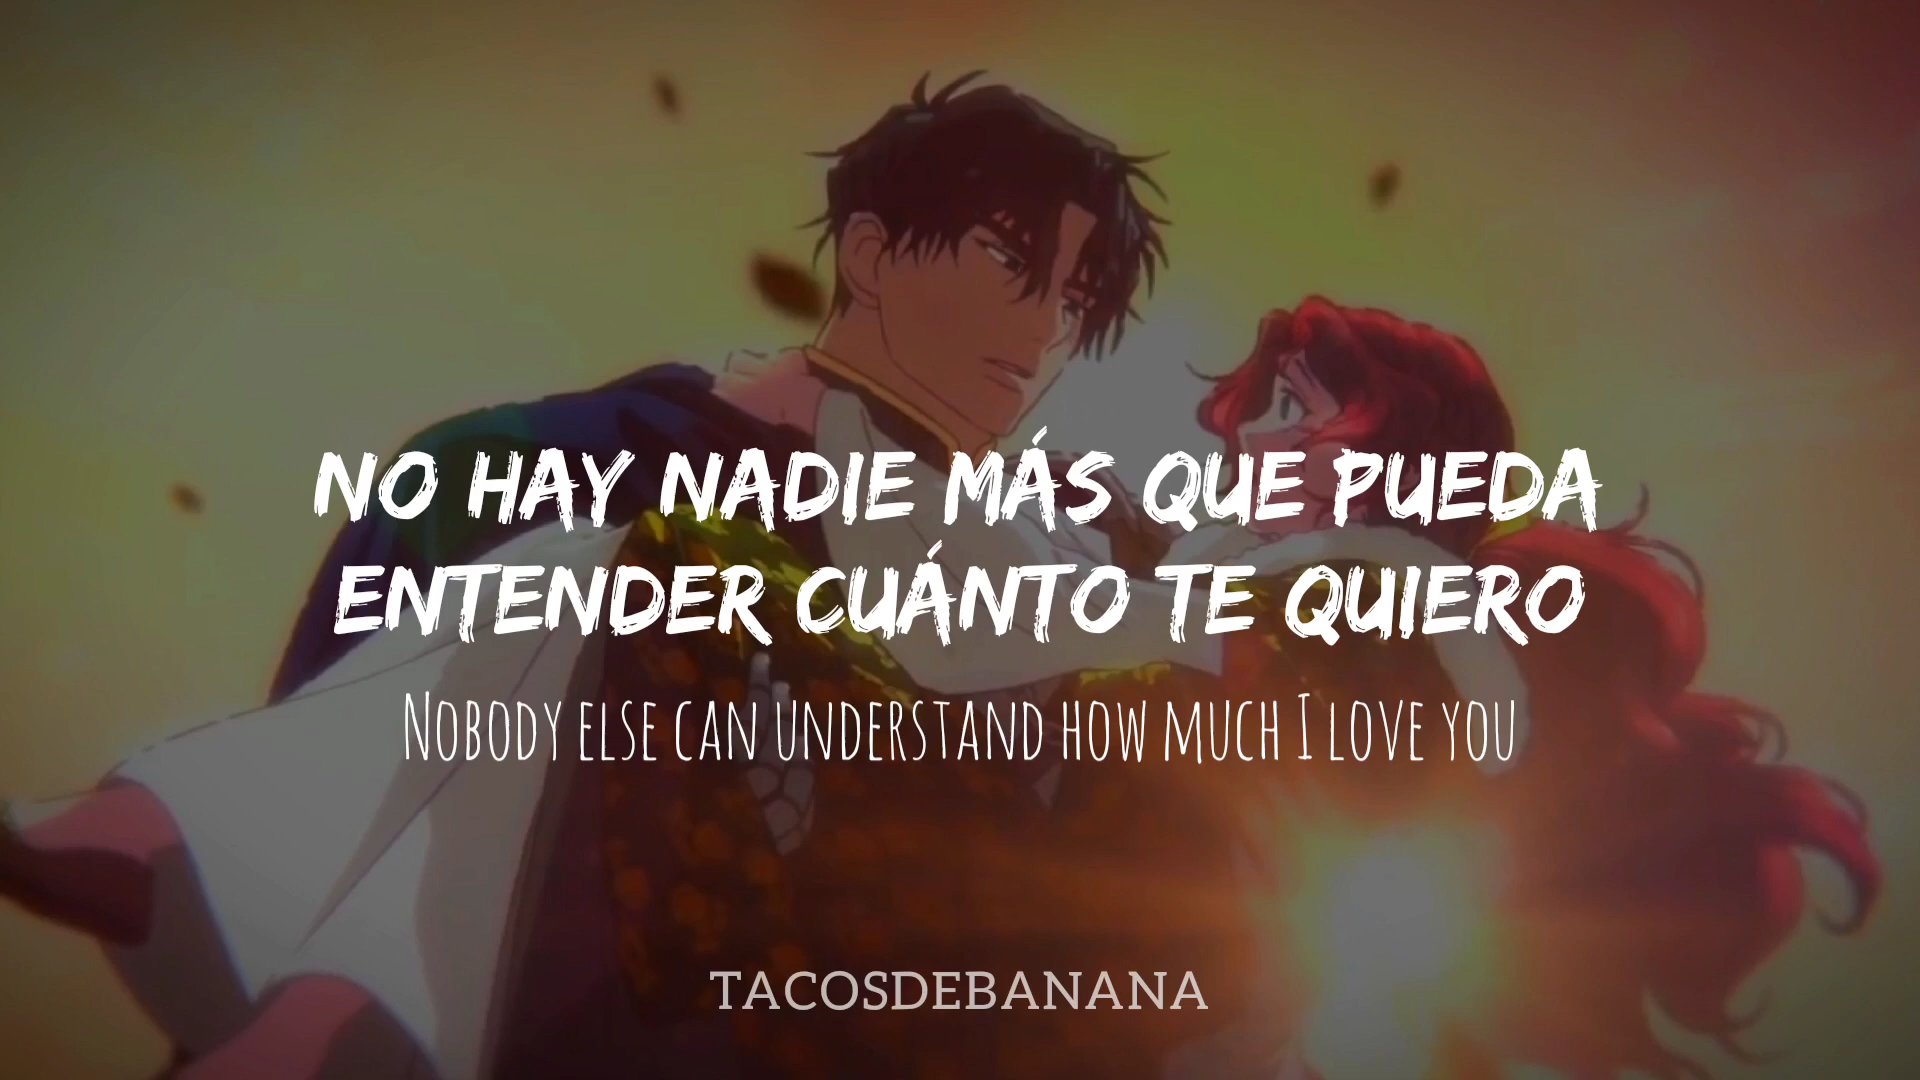 NO HAY NADIE MÁS QUE PUEDA
ENTENDER CUÁNTO TE QUIERO
Nobody else can understand how much I love you
TACOSDEBANANA